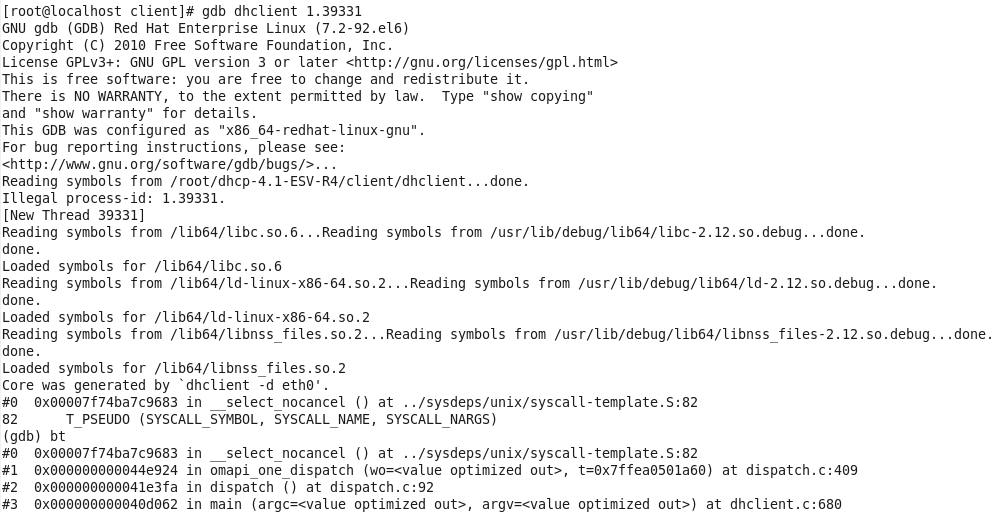 [root@localhost client]# gdb dhclient 1.39331
GNU gdb (GDB) Red Hat Enterprise Linux (7.2-92.el6)
Copyright (C) 2010 Free Software Foundation, Inc.
License GPLv3+: GNU GPL version 3 or later <http://gnu.org/licenses/gpl.html>
This is free software: you are free to change and redistribute it.
There is NO WARRANTY, to the extent permitted by law.  Type "show copying"
and "show warranty" for details.
This GDB was configured as "x86_64-redhat-linux-gnu".
For bug reporting instructions, please see:
<http://www.gnu.org/software/gdb/bugs/>...
Reading symbols from /root/dhcp-4.1-ESV-R4/client/dhclient...done.
Illegal process-id: 1.39331.
[New Thread 39331]
Reading symbols from /lib64/libc.so.6...Reading symbols from /usr/lib/debug/lib64/libc-2.12.so.debug...done.
done.
Loaded symbols for /lib64/libc.so.6
Reading symbols from /lib64/ld-linux-x86-64.so.2...Reading symbols from /usr/lib/debug/lib64/ld-2.12.so.debug...done.
done.
Loaded symbols for /lib64/ld-linux-x86-64.so.2
Reading symbols from /lib64/libnss_files.so.2...Reading symbols from /usr/lib/debug/lib64/libnss_files-2.12.so.debug...done.
done.
Loaded symbols for /lib64/libnss_files.so.2
Core was generated by `dhclient -d eth0'.
#0  0x00007f74ba7c9683 in __select_nocancel () at ../sysdeps/unix/syscall-template.S:82
82      T_PSEUDO (SYSCALL_SYMBOL, SYSCALL_NAME, SYSCALL_NARGS)
(gdb) bt
#0  0x00007f74ba7c9683 in __select_nocancel () at ../sysdeps/unix/syscall-template.S:82
#1  0x000000000044e924 in omapi_one_dispatch (wo=<value optimized out>, t=0x7ffea0501a60) at dispatch.c:409
#2  0x000000000041e3fa in dispatch () at dispatch.c:92
#3  0x000000000040d062 in main (argc=<value optimized out>, argv=<value optimized out>) at dhclient.c:680